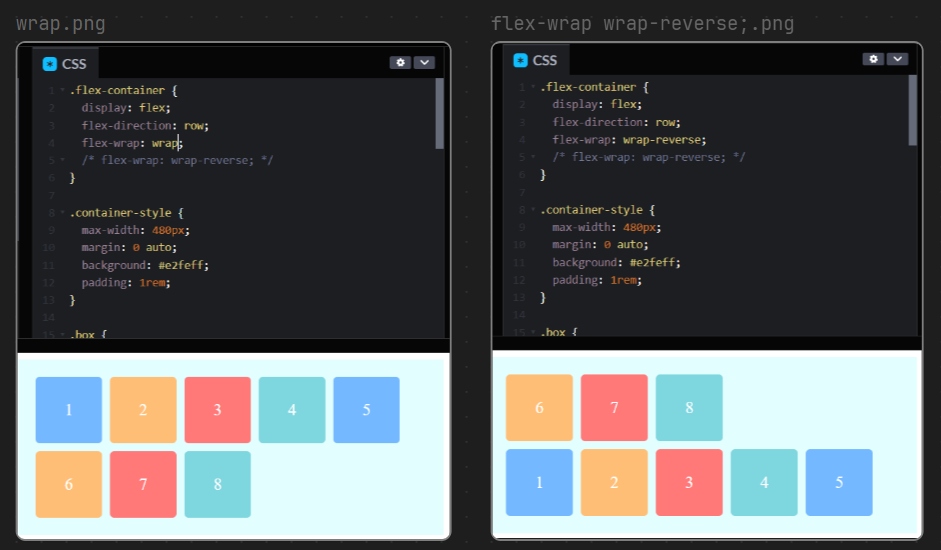 wrap.png
CSS
1 .flex-container {
2 display: flex;
3 flex-direction: row;
4 flex-wrap: wrap;
5 /* flex-wrap: wrap-reverse; */
6 }
7
8 .container-style {
9 max-width: 480px;
10 margin: 0 auto;
11 background: #e2feff;
12 padding: 1rem;
13 }
14
15 .box {
1 2 3 4 5
6 7 8
flex-wrap wrap-reverse;.png
CSS
1 .flex-container {
2 display: flex;
3 flex-direction: row;
4 flex-wrap: wrap-reverse;
5 /* flex-wrap: wrap-reverse; */
6 }
7
8 .container-style {
9 max-width: 480px;
10 margin: 0 auto;
11 background: #e2feff;
12 padding: 1rem;
13 }
14
15 .box {
6 7 8
1 2 3 4 5